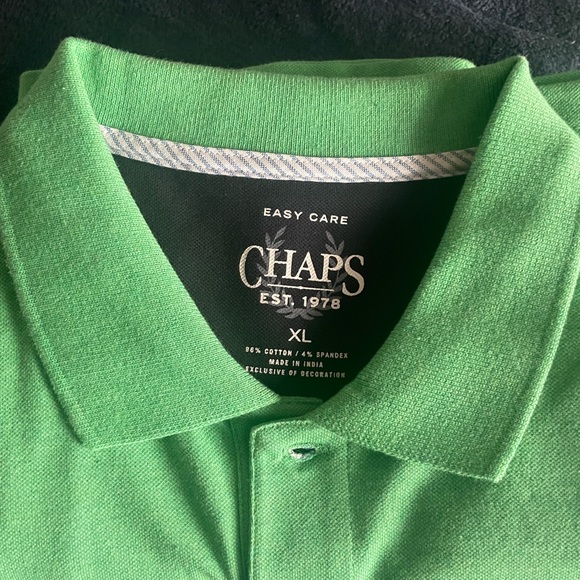 EASY CARE
CHAPS
EST. 1978
XL
96% COTTON / 4% SPANDEX
MADE IN INDIA
EXCLUSIVE OF DECORATION